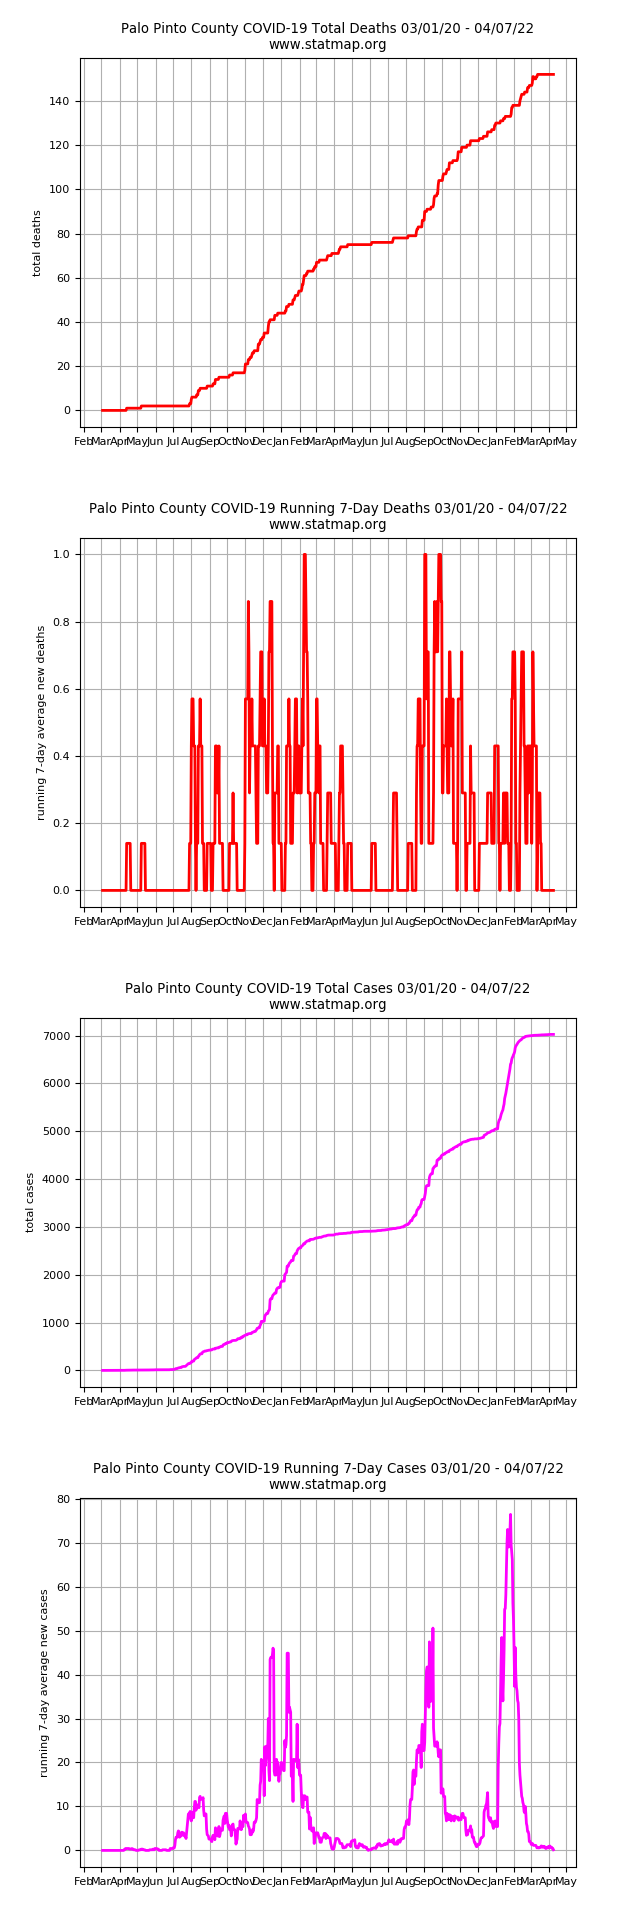 Palo Pinto County COVID-19 Total Deaths 03/01/20 - 04/07/22
www.statmap.org
140
120
100
80
60
40
20
0
total deaths
Feb Mar Apr May Jun Jul Aug Sep Oct Nov Dec Jan Feb Mar Apr May Jun Jul Aug Sep Oct Nov Dec Jan Feb Mar Apr May
Palo Pinto County COVID-19 Running 7-Day Deaths 03/01/20 - 04/07/22
www.statmap.org
1.0
0.8
0.6
0.4
0.2
0.0
running 7-day average new deaths
Feb Mar Apr May Jun Jul Aug Sep Oct Nov Dec Jan Feb Mar Apr May Jun Jul Aug Sep Oct Nov Dec Jan Feb Mar Apr May
Palo Pinto County COVID-19 Total Cases 03/01/20 - 04/07/22
www.statmap.org
7000
6000
5000
4000
3000
2000
1000
0
total cases
Feb Mar Apr May Jun Jul Aug Sep Oct Nov Dec Jan Feb Mar Apr May Jun Jul Aug Sep Oct Nov Dec Jan Feb Mar Apr May
Palo Pinto County COVID-19 Running 7-Day Cases 03/01/20 - 04/07/22
www.statmap.org
80
70
60
50
40
30
20
10
0
running 7-day average new cases
Feb Mar Apr May Jun Jul Aug Sep Oct Nov Dec Jan Feb Mar Apr May Jun Jul Aug Sep Oct Nov Dec Jan Feb Mar Apr May